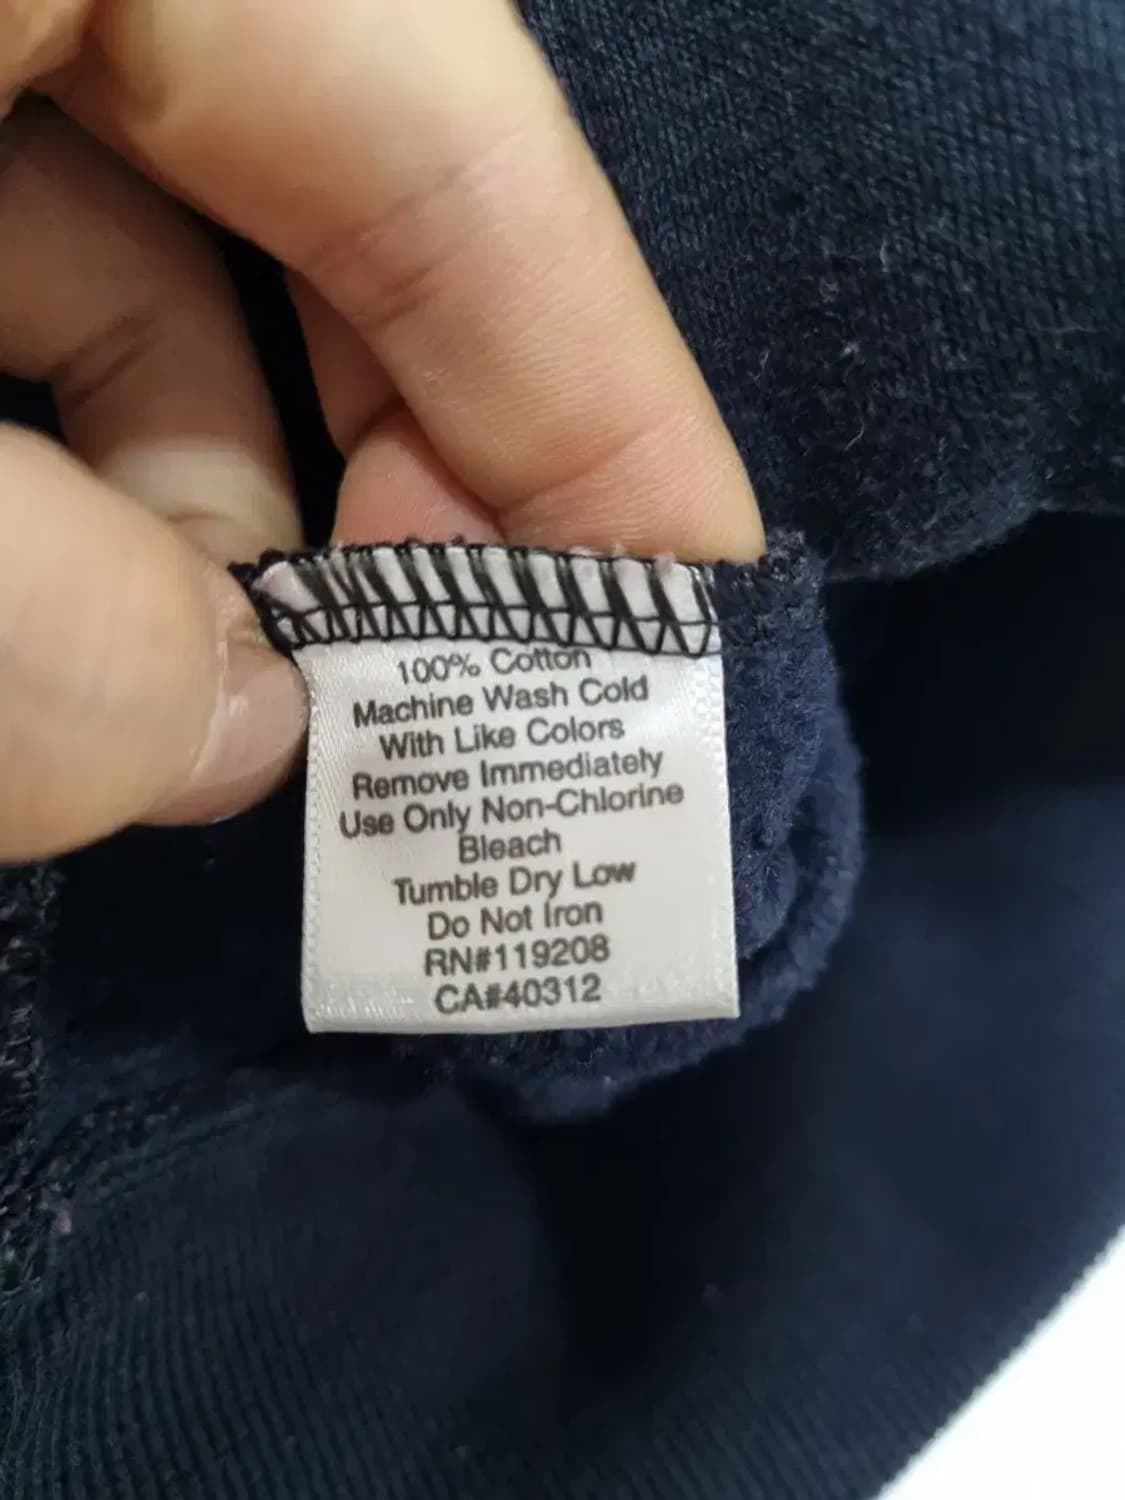 100% Cotton
Machine Wash Cold
With Like Colors
Remove Immediately
Use Only Non-Chlorine
Bleach
Tumble Dry Low
Do Not Iron
RN#119208
CA#40312